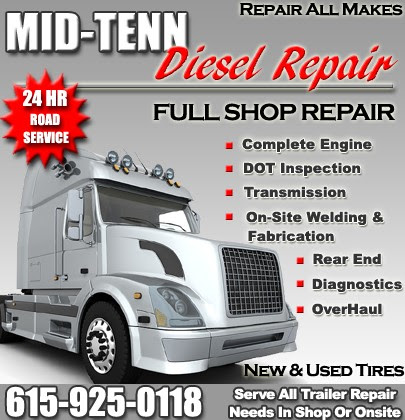 Repair All Makes
MID-TENN
Diesel Repair
24 HR
ROAD
SERVICE
FULL SHOP REPAIR
Complete Engine
DOT Inspection
Transmission
On-Site Welding &
Fabrication
Rear End
Diagnostics
OverHaul
New & Used Tires
615-925-0118
Serve All Trailer Repair
Needs In Shop Or Onsite